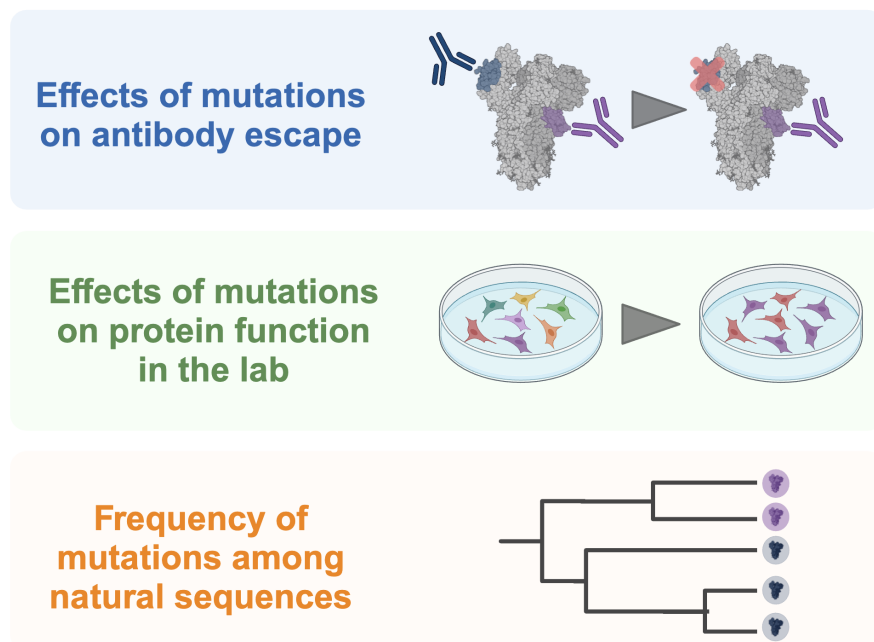 Effects of mutations
on antibody escape
Effects of mutations
on protein function
in the lab
Frequency of
mutations among
natural sequences